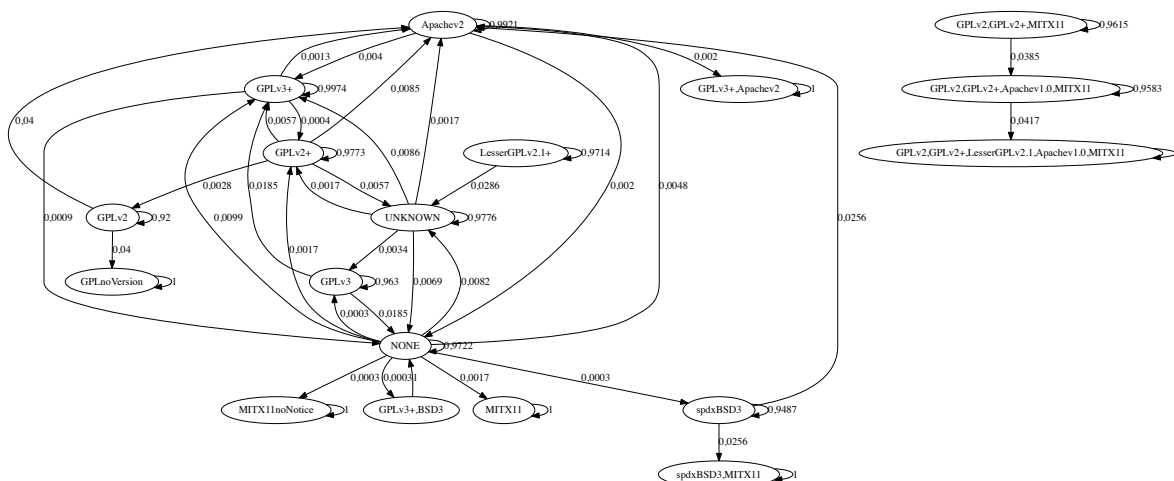 Apachev2
0,9921
GPLv2,GPLv2+,MITX11
0,9615
0,0013
0,004
0,002
0,0385
GPLv3+
0,9974
0,0085
GPLv3+,Apachev2
1
GPLv2,GPLv2+,Apachev1.0,MITX11
0,9583
0,04
0,0057
0,0004
0,0017
0,0417
GPLv2+
0,9773
0,0086
LesserGPLv2.1+
0,9714
GPLv2,GPLv2+,LesserGPLv2.1,Apachev1.0,MITX11
1
0,0028
0,0185
0,0017
0,0057
0,0286
0,002
0,0048
GPLv2
0,92
0,0009
0,0099
UNKNOWN
0,9776
0,0256
0,04
0,0017
0,0034
GPLnoVersion
1
GPLv3
0,963
0,0069
0,0082
0,0003
0,0185
NONE
0,9722
0,0003
0,0003
1
0,0017
0,0003
MITX11noNotice
1
GPLv3+,BSD3
MITX11
1
spdxBSD3
0,9487
0,0256
spdxBSD3,MITX11
1